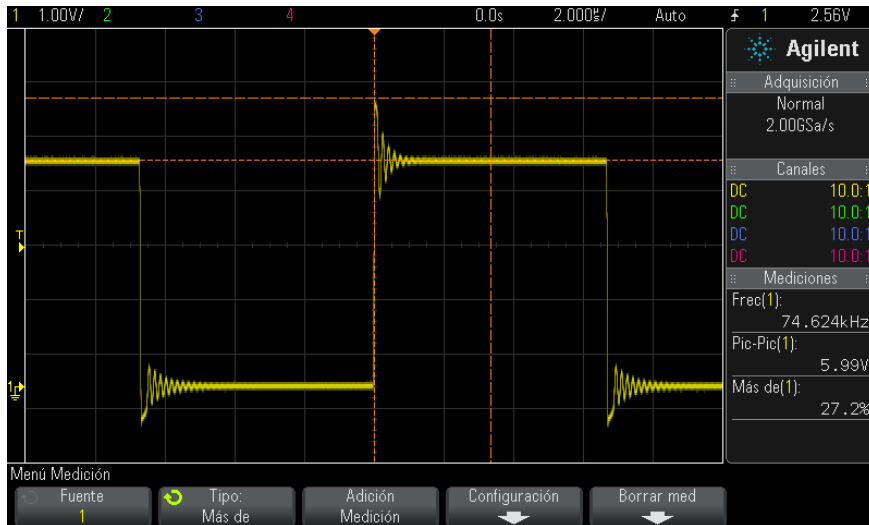 1 1.00V/ 2 3 4 0.0s 2.000µs/ Auto 1 2.56V
Agilent
Adquisición
Normal
2.00GSa/s
Canales
DC 10.0:1
DC 10.0:1
DC 10.0:1
DC 10.0:1
Mediciones
Frec(1):
74.624kHz
Pic-Pic(1):
5.99V
Más de(1):
27.2%
T
1
Menú Medición
Fuente
1
Tipo:
Más de
Adición
Medición
Configuración
Borrar med